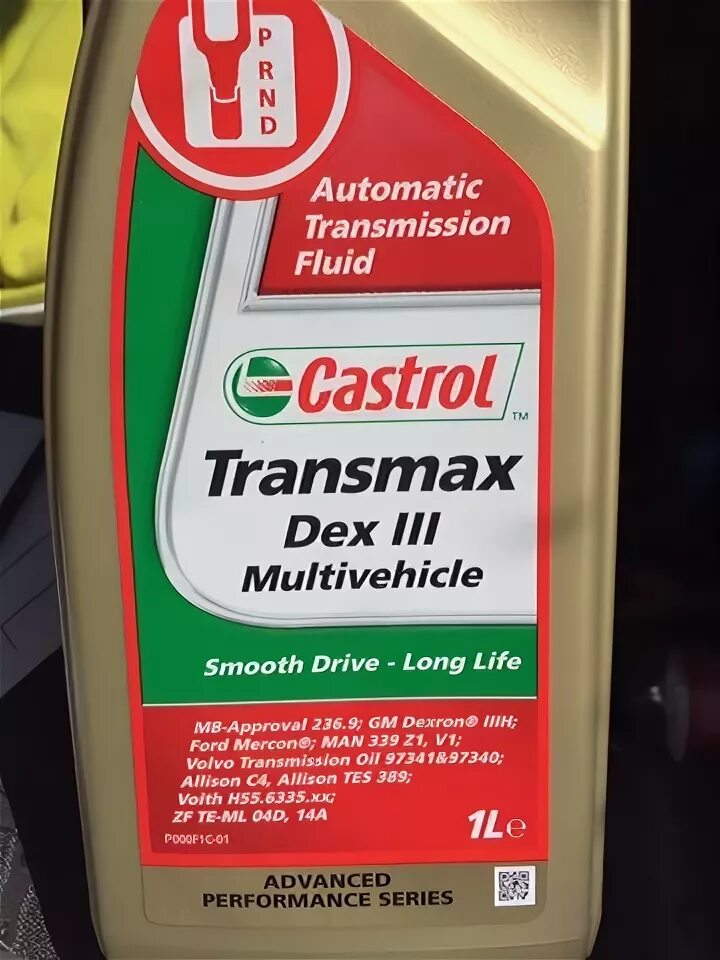 P
R
N
D
Automatic
Transmission
Fluid
Castrol
TM
Transmax
Dex III
Multivehicle
Smooth Drive - Long Life
MB-Approval 236.9; GM Dexron® IIIH;
Ford Mercon®; MAN 339 Z1, V1;
Volvo Transmission Oil 97341&97340;
Allison C4, Allison TES 389;
Voith H55.6335.xx;
ZF TE-ML 04D, 14A
1L℮
ADVANCED
PERFORMANCE SERIES